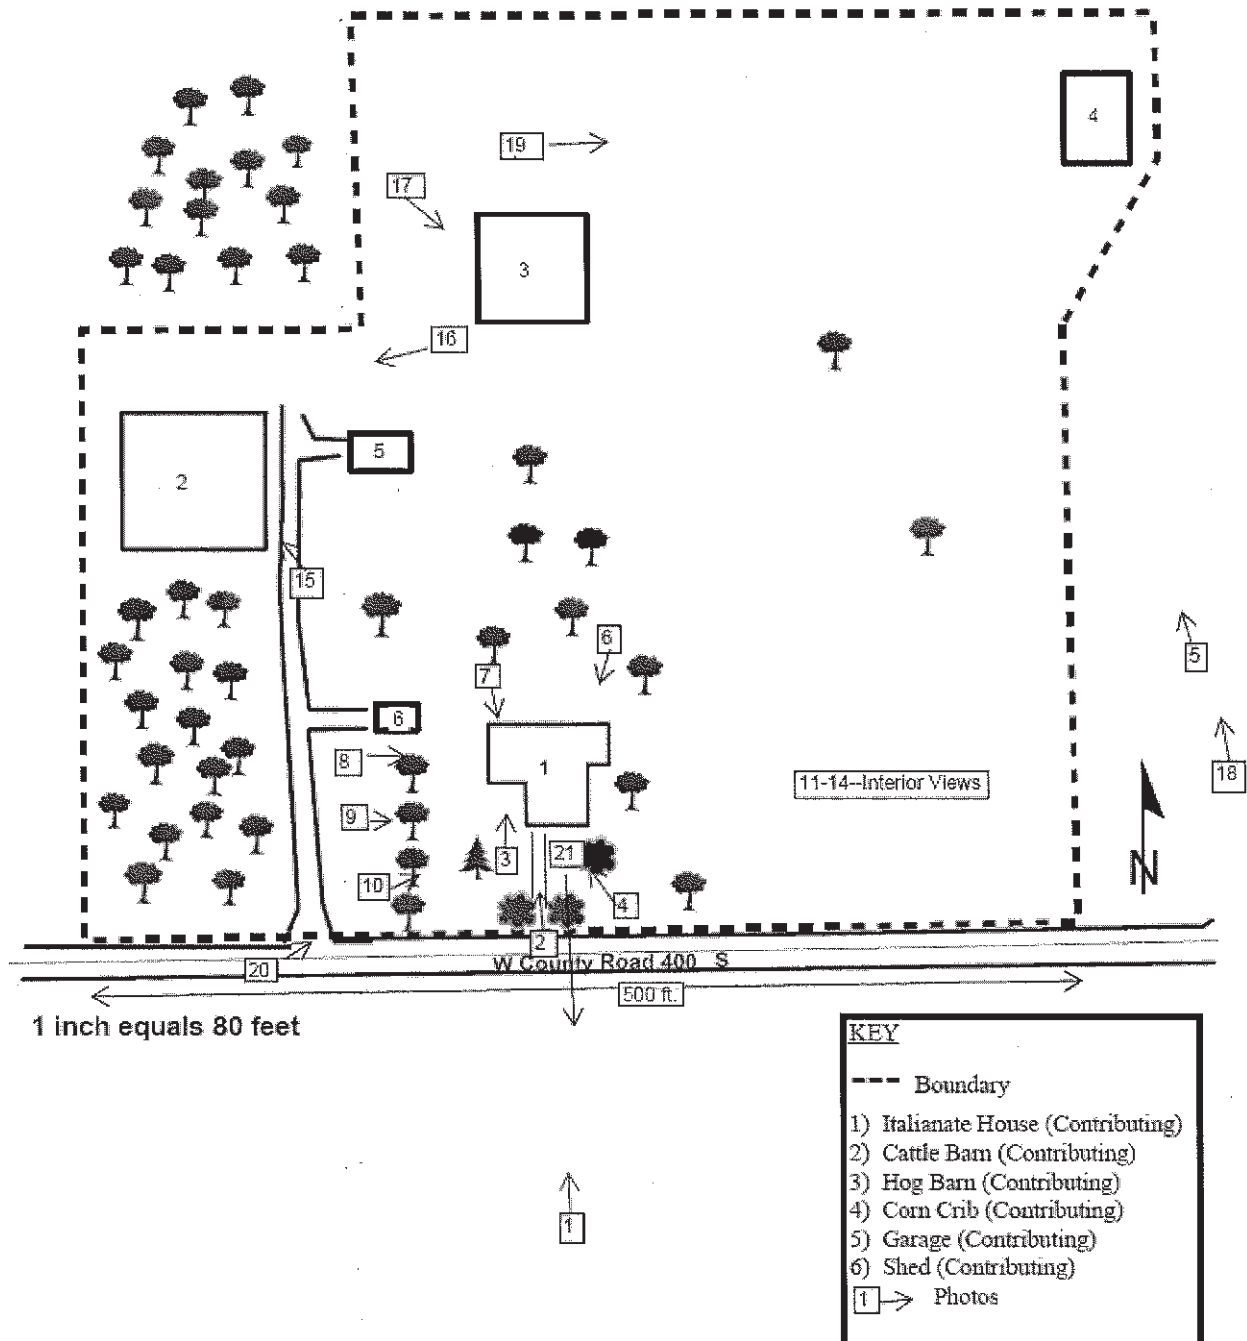 4
19
17
3
16
5
2
15
6
7
5
6
8
1
11-14--Interior Views
18
9
3
21
N
10
4
2
20
W County Road 400 S
500 ft.
1 inch equals 80 feet
KEY
Boundary
1) Italianate House (Contributing)
2) Cattle Barn (Contributing)
3) Hog Barn (Contributing)
4) Corn Crib (Contributing)
5) Garage (Contributing)
6) Shed (Contributing)
1 Photos
1